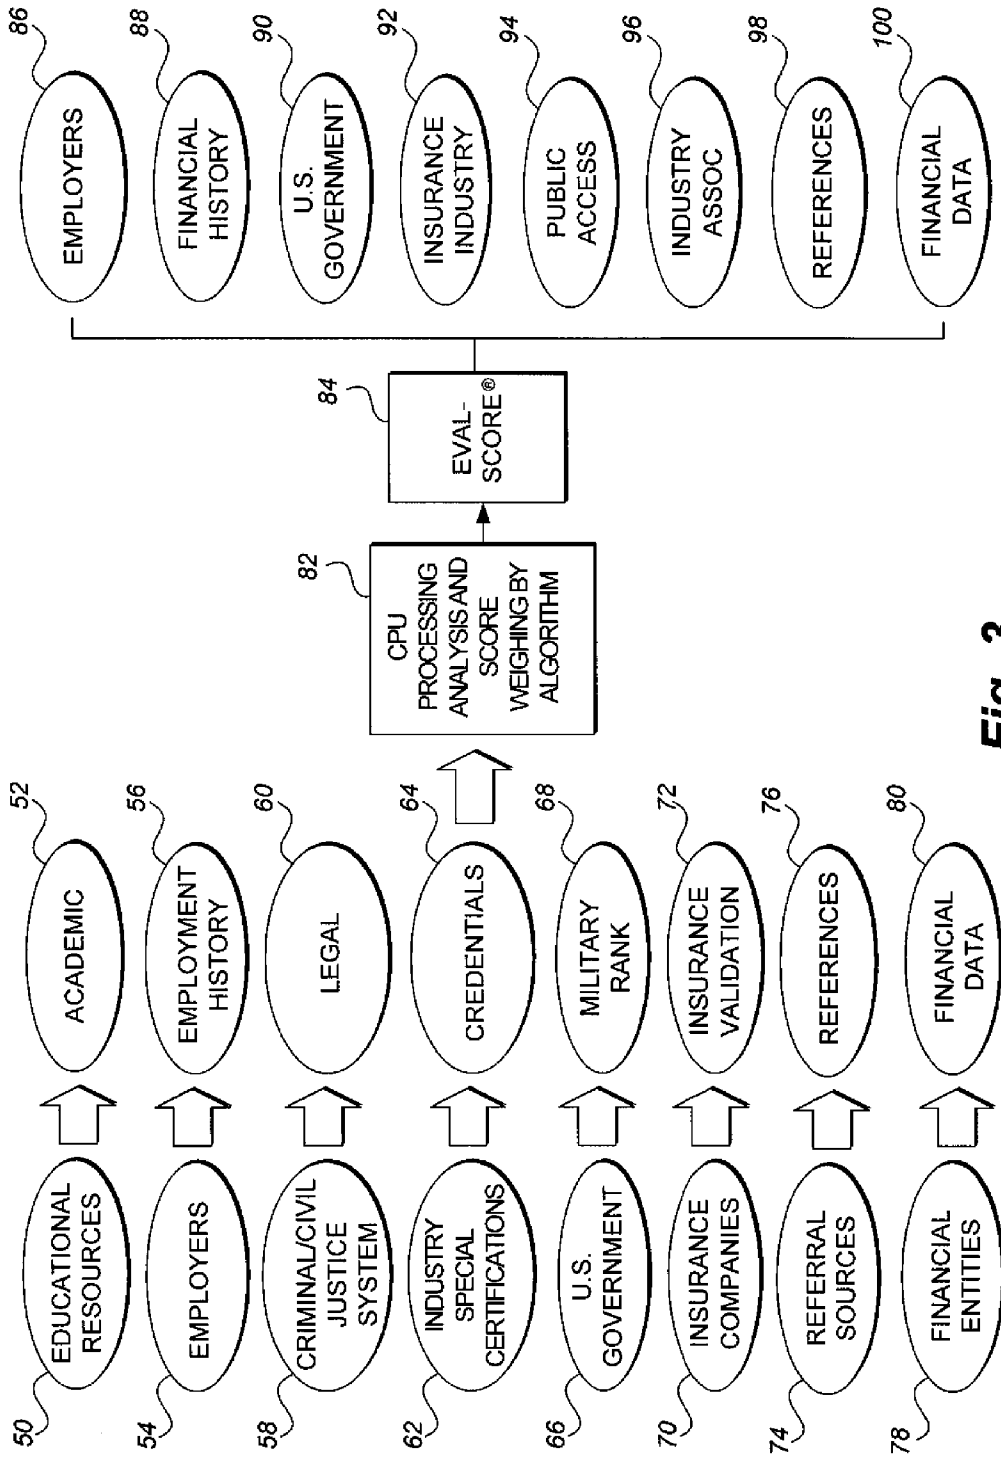 50
EDUCATIONAL
RESOURCES
52
ACADEMIC
54
EMPLOYERS
56
EMPLOYMENT
HISTORY
58
CRIMINAL/CIVIL
JUSTICE
SYSTEM
60
LEGAL
62
INDUSTRY
SPECIAL
CERTIFICATIONS
64
CREDENTIALS
66
U.S.
GOVERNMENT
68
MILITARY
RANK
70
INSURANCE
COMPANIES
72
INSURANCE
VALIDATION
74
REFERRAL
SOURCES
76
REFERENCES
78
FINANCIAL
ENTITIES
80
FINANCIAL
DATA
82
CPU
PROCESSING
ANALYSIS AND
SCORE
WEIGHING BY
ALGORITHM
84
EVAL-
SCORE®
86
EMPLOYERS
88
FINANCIAL
HISTORY
90
U.S.
GOVERNMENT
92
INSURANCE
INDUSTRY
94
PUBLIC
ACCESS
96
INDUSTRY
ASSOC
98
REFERENCES
100
FINANCIAL
DATA